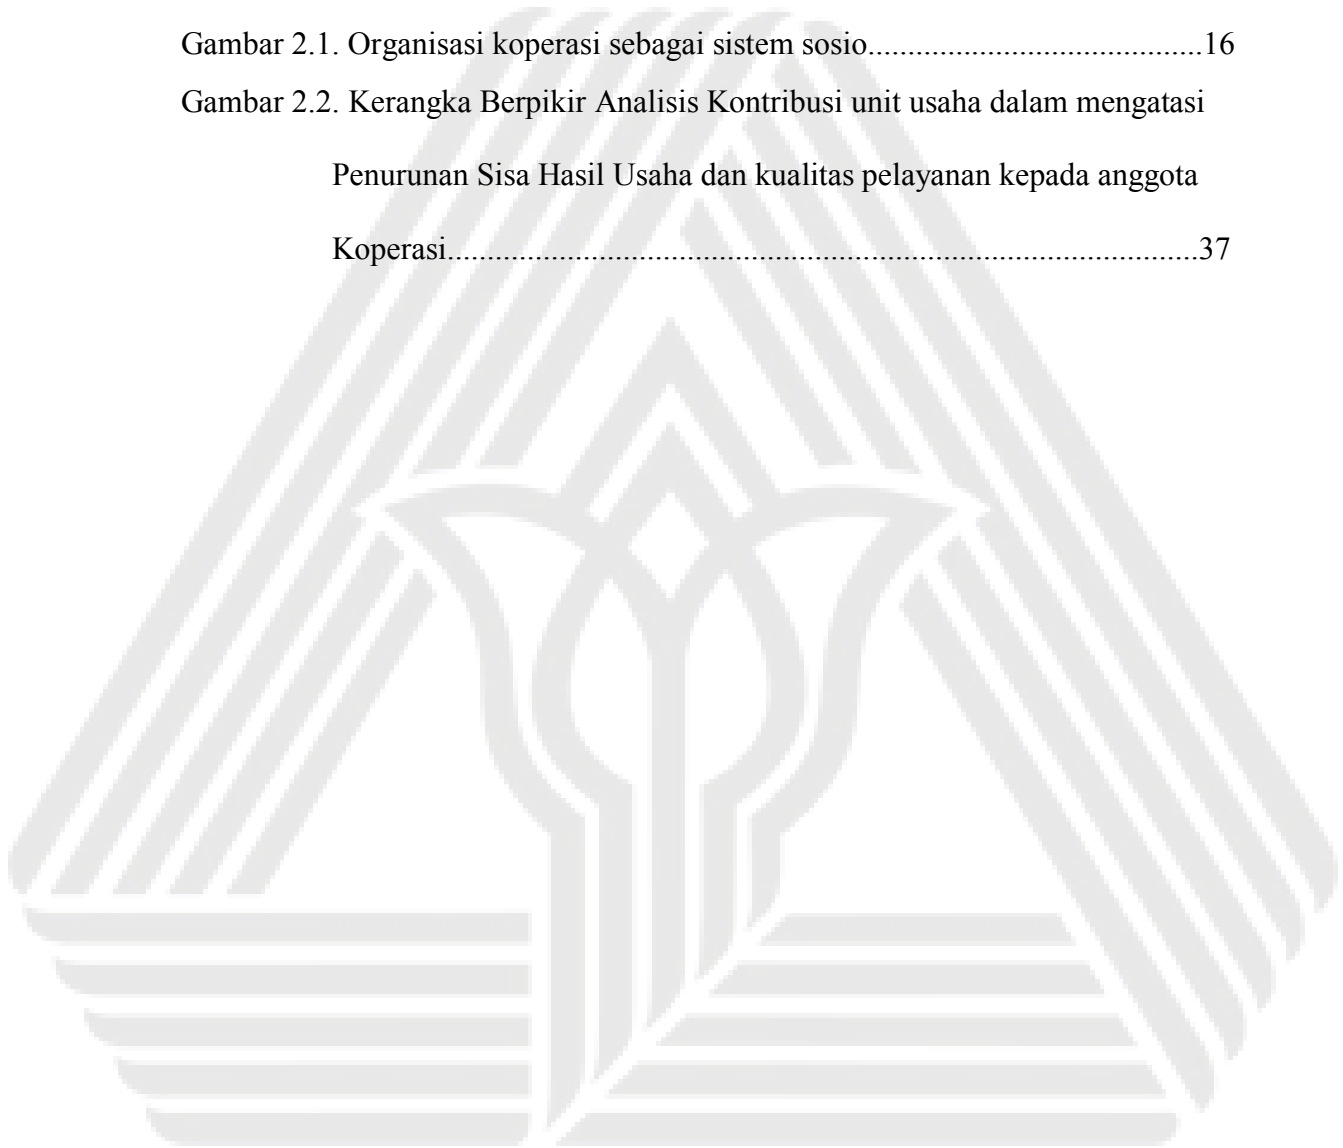 Gambar 2.1. Organisasi koperasi sebagai sistem sosio...................................16
Gambar 2.2. Kerangka Berpikir Analisis Kontribusi unit usaha dalam mengatasi
Penurunan Sisa Hasil Usaha dan kualitas pelayanan kepada anggota
Koperasi...............................................................................................37